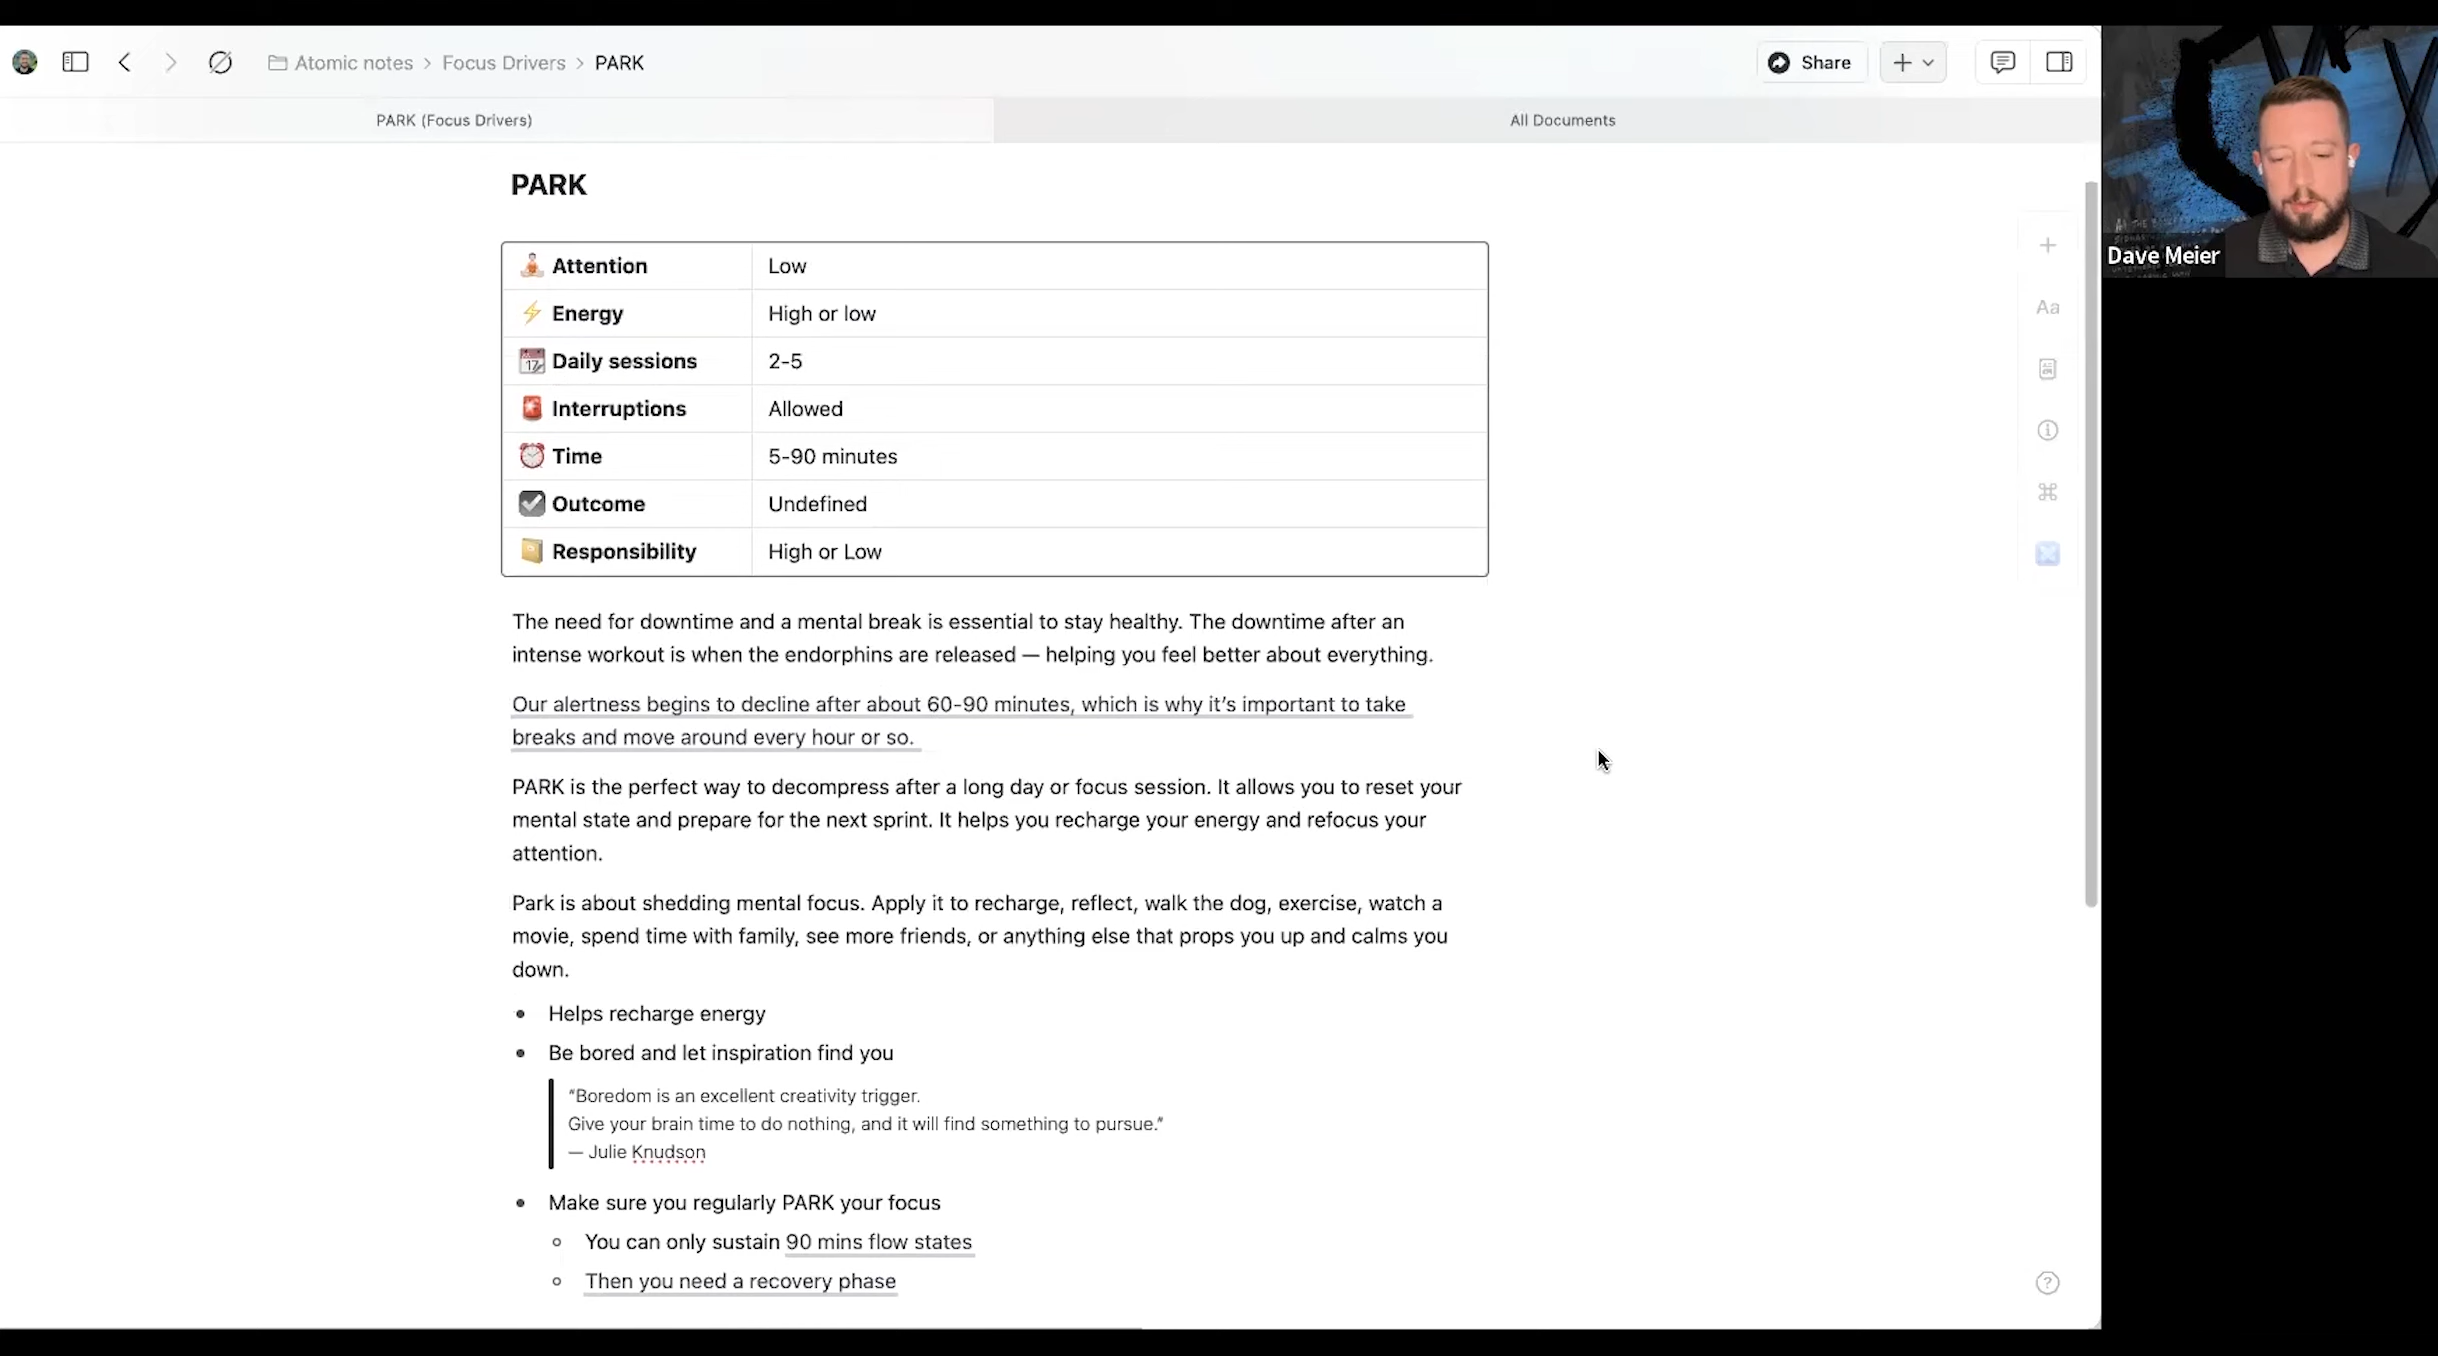 Atomic notes > Focus Drivers > PARK
Share
PARK (Focus Drivers)
All Documents
PARK
Attention Low
Energy High or low
Daily sessions 2-5
Interruptions Allowed
Time 5-90 minutes
Outcome Undefined
Responsibility High or Low
The need for downtime and a mental break is essential to stay healthy. The downtime after an
intense workout is when the endorphins are released — helping you feel better about everything.
Our alertness begins to decline after about 60-90 minutes, which is why it’s important to take
breaks and move around every hour or so.
PARK is the perfect way to decompress after a long day or focus session. It allows you to reset your
mental state and prepare for the next sprint. It helps you recharge your energy and refocus your
attention.
Park is about shedding mental focus. Apply it to recharge, reflect, walk the dog, exercise, watch a
movie, spend time with family, see more friends, or anything else that props you up and calms you
down.
• Helps recharge energy
• Be bored and let inspiration find you
“Boredom is an excellent creativity trigger.
Give your brain time to do nothing, and it will find something to pursue.”
— Julie Knudson
• Make sure you regularly PARK your focus
◦ You can only sustain 90 mins flow states
◦ Then you need a recovery phase
Aa
Dave Meier